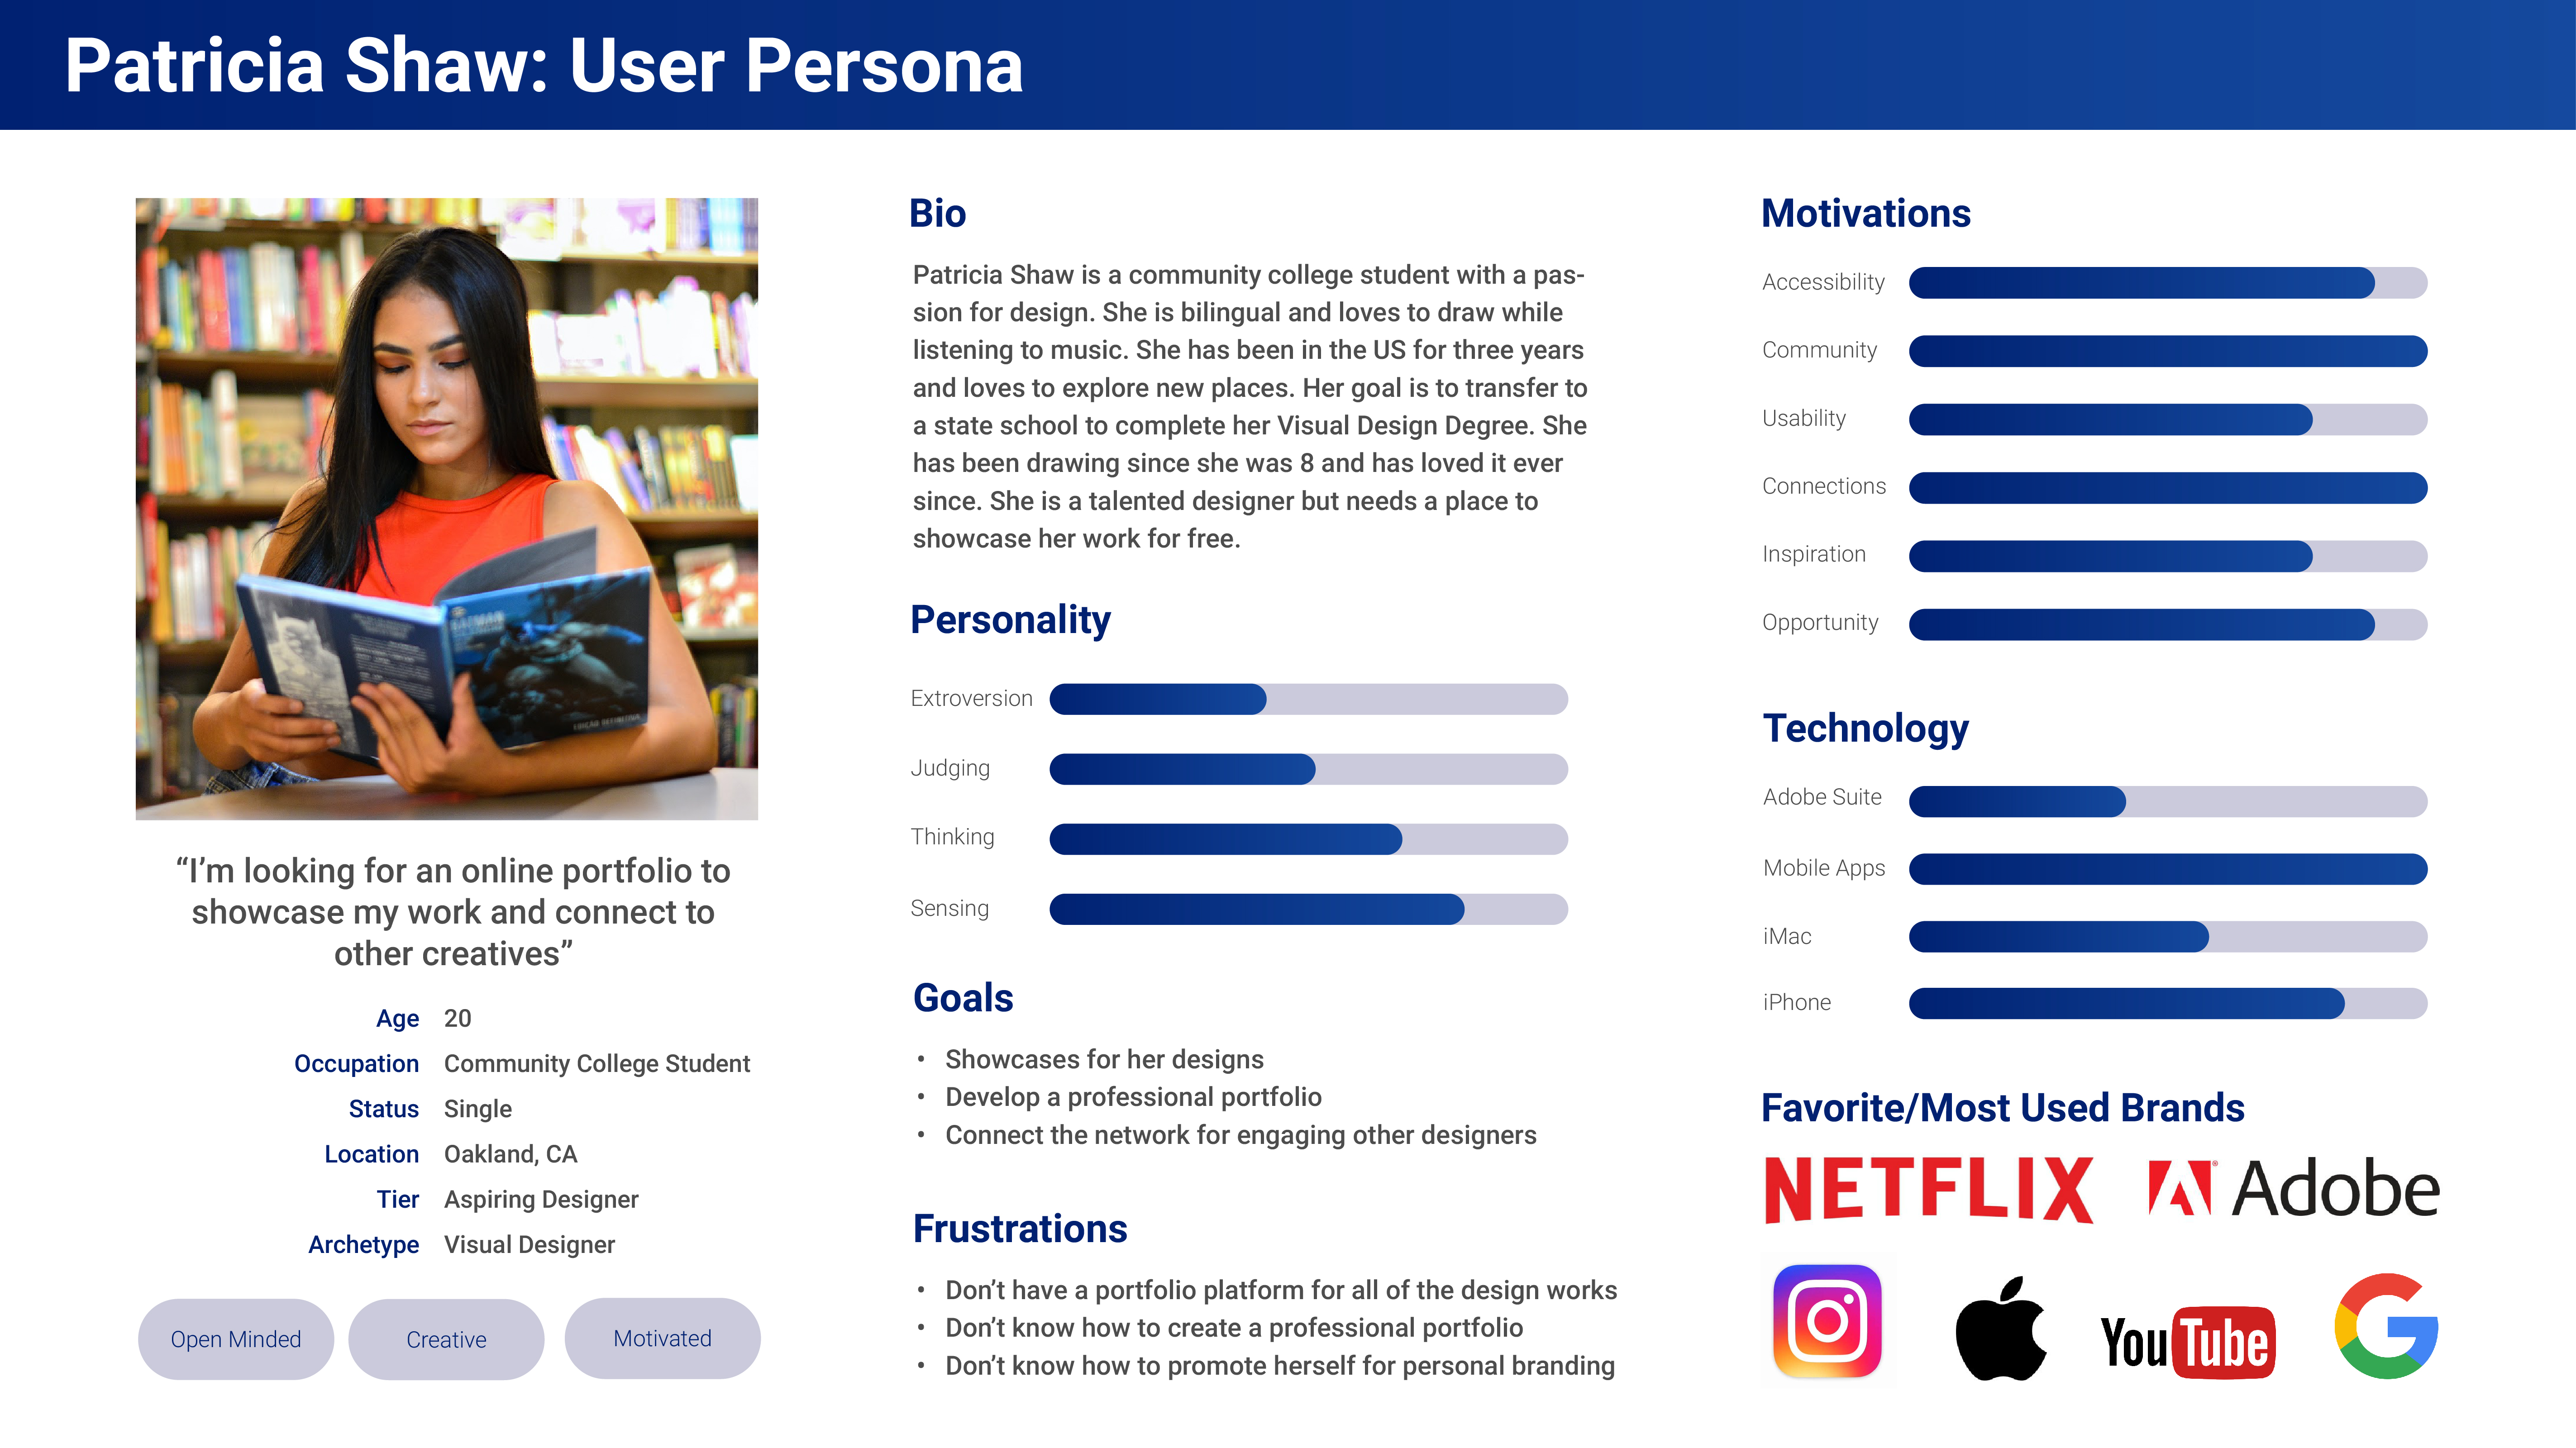 Patricia Shaw: User Persona
“I’m looking for an online portfolio to
showcase my work and connect to
other creatives”
Age 20
Occupation Community College Student
Status Single
Location Oakland, CA
Tier Aspiring Designer
Archetype Visual Designer
Open Minded
Creative
Motivated
Bio
Patricia Shaw is a community college student with a pas-
sion for design. She is bilingual and loves to draw while
listening to music. She has been in the US for three years
and loves to explore new places. Her goal is to transfer to
a state school to complete her Visual Design Degree. She
has been drawing since she was 8 and has loved it ever
since. She is a talented designer but needs a place to
showcase her work for free.
Personality
Extroversion
Judging
Thinking
Sensing
Goals
• Showcases for her designs
• Develop a professional portfolio
• Connect the network for engaging other designers
Frustrations
• Don’t have a portfolio platform for all of the design works
• Don’t know how to create a professional portfolio
• Don’t know how to promote herself for personal branding
Motivations
Accessibility
Community
Usability
Connections
Inspiration
Opportunity
Technology
Adobe Suite
Mobile Apps
iMac
iPhone
Favorite/Most Used Brands
NETFLIX
Adobe
YouTube
G
BATMAN
EDIÇÃO DEFINITIVA